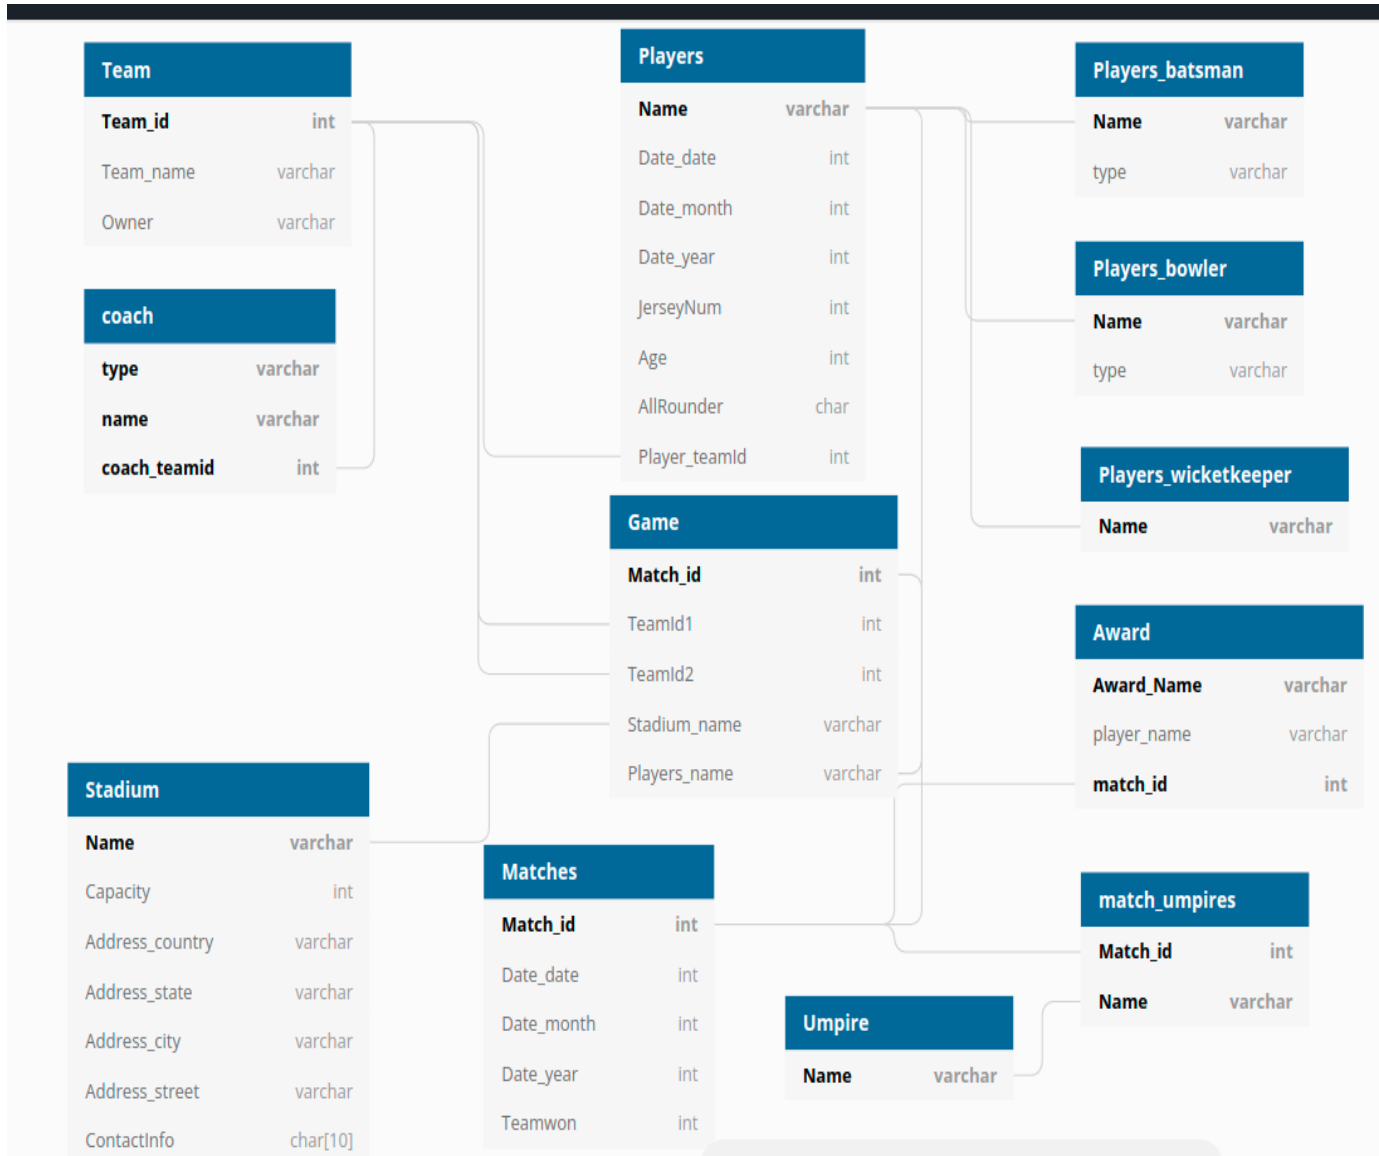 Team
Team_id int
Team_name varchar
Owner varchar
coach
type varchar
name varchar
coach_teamid int
Players
Name varchar
Date_date int
Date_month int
Date_year int
JerseyNum int
Age int
AllRounder char
Player_teamId int
Players_batsman
Name varchar
type varchar
Players_bowler
Name varchar
type varchar
Players_wicketkeeper
Name varchar
Game
Match_id int
TeamId1 int
TeamId2 int
Stadium_name varchar
Players_name varchar
Award
Award_Name varchar
player_name varchar
match_id int
Stadium
Name varchar
Capacity int
Address_country varchar
Address_state varchar
Address_city varchar
Address_street varchar
ContactInfo char[10]
Matches
Match_id int
Date_date int
Date_month int
Date_year int
Teamwon int
match_umpires
Match_id int
Name varchar
Umpire
Name varchar